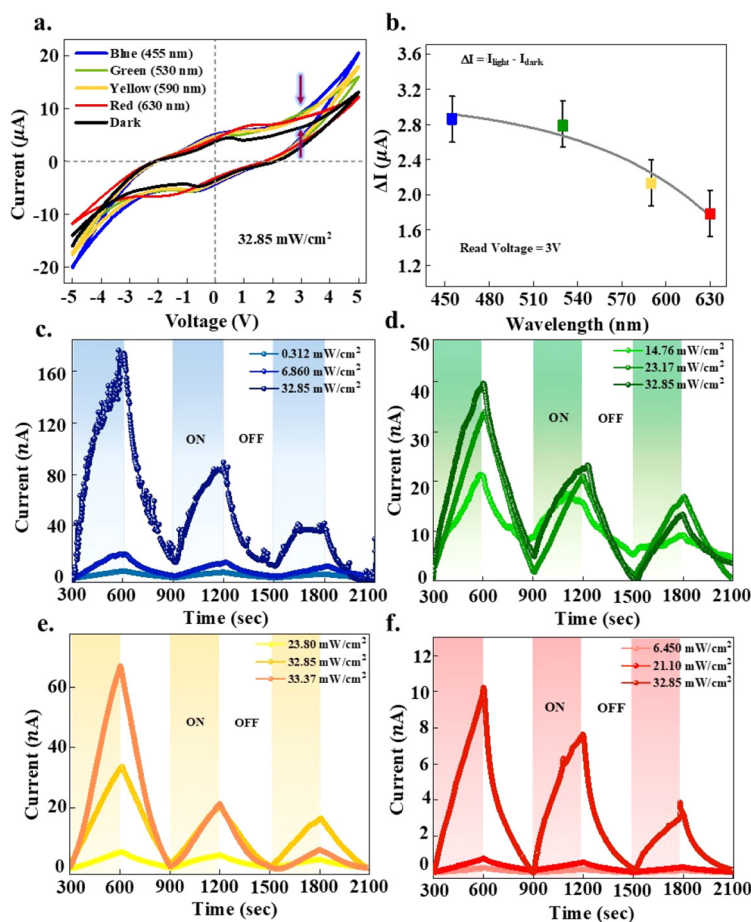 a.
Blue (455 nm)
Green (530 nm)
Yellow (590 nm)
Red (630 nm)
Dark
32.85 mW/cm²
Current (µA)
20
10
0
-10
-20
-5 -4 -3 -2 -1 0 1 2 3 4 5
Voltage (V)
b.
ΔI = I_light - I_dark
Read Voltage = 3V
ΔI (µA)
3.6
3.2
2.8
2.4
2.0
1.6
1.2
450 480 510 540 570 600 630
Wavelength (nm)
c.
0.312 mW/cm²
6.860 mW/cm²
32.85 mW/cm²
ON OFF
Current (nA)
160
120
80
40
0
300 600 900 1200 1500 1800 2100
Time (sec)
d.
14.76 mW/cm²
23.17 mW/cm²
32.85 mW/cm²
ON OFF
Current (nA)
50
40
30
20
10
0
300 600 900 1200 1500 1800 2100
Time (sec)
e.
23.80 mW/cm²
32.85 mW/cm²
33.37 mW/cm²
ON OFF
Current (nA)
60
40
20
0
300 600 900 1200 1500 1800 2100
Time (sec)
f.
6.450 mW/cm²
21.10 mW/cm²
32.85 mW/cm²
ON OFF
Current (nA)
12
10
8
6
4
2
0
300 600 900 1200 1500 1800 2100
Time (sec)